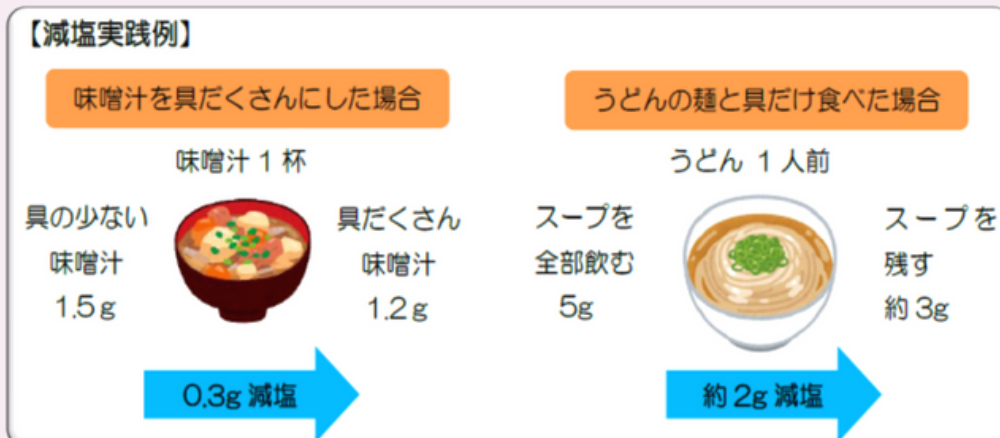 【減塩実践例】
味噌汁を具だくさんにした場合
味噌汁 1 杯
具の少ない
味噌汁
1.5g
具だくさん
味噌汁
1.2g
0.3g 減塩
うどんの麺と具だけ食べた場合
うどん 1 人前
スープを
全部飲む
5g
スープを
残す
約 3g
約 2g 減塩